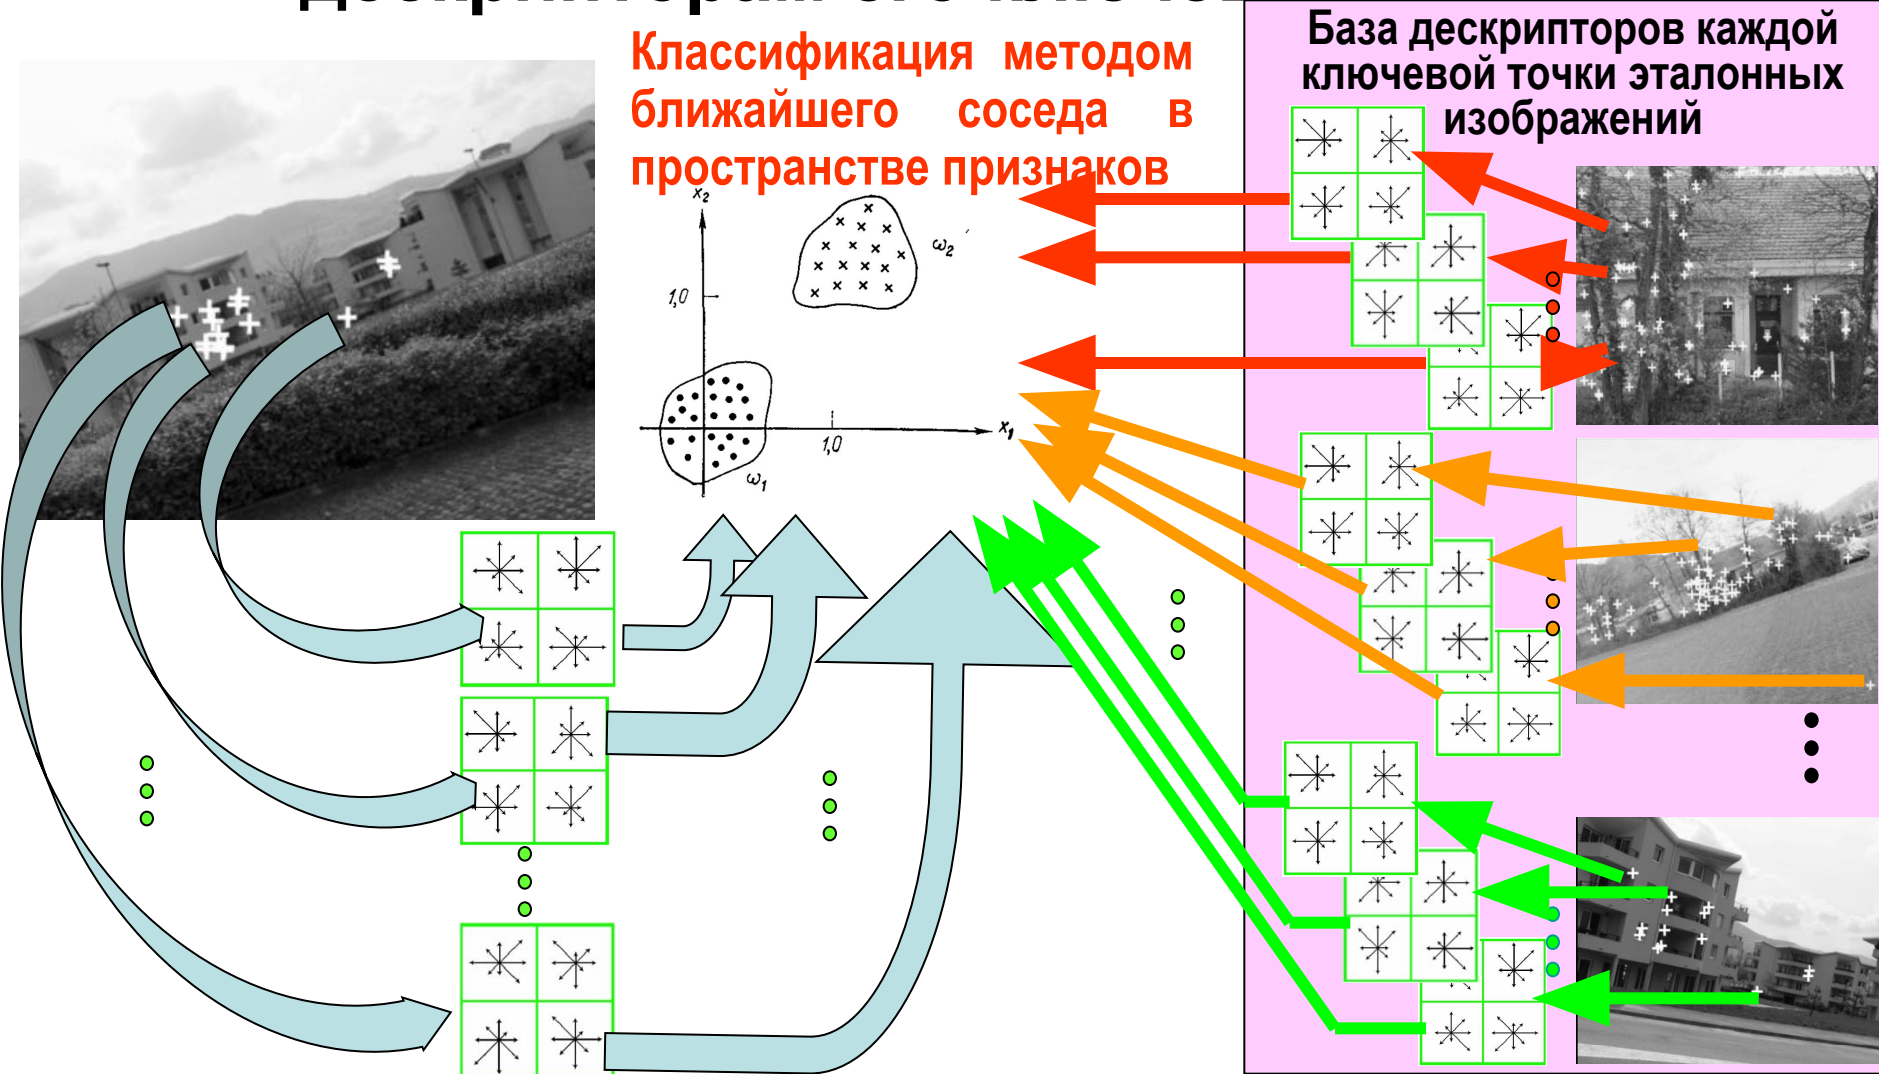 Классификация методом
ближайшего соседа в
пространстве признаков
База дескрипторов каждой
ключевой точки эталонных
изображений
x₂
ω₂
1,0
1,0
x₁
ω₁